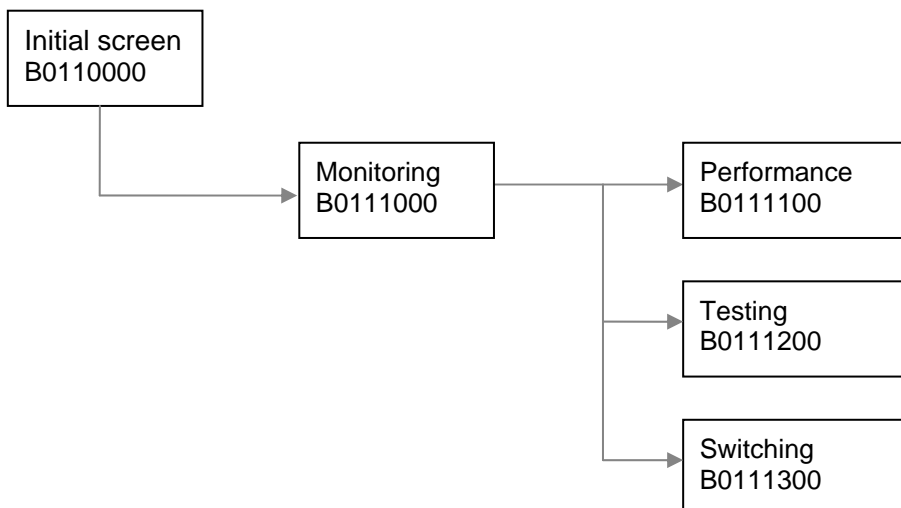 Initial screen
B0110000
Monitoring
B0111000
Performance
B0111100
Testing
B0111200
Switching
B0111300